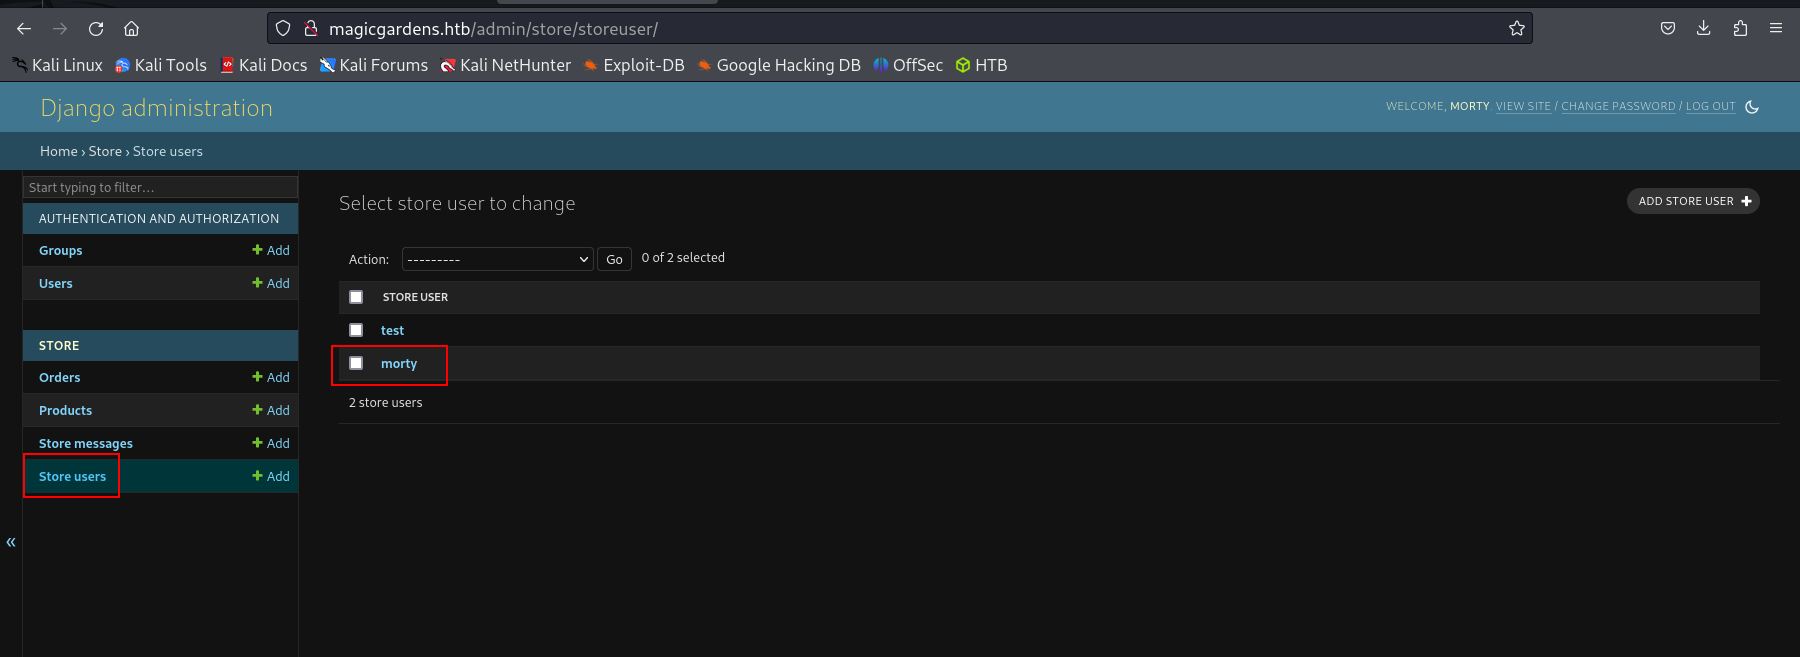 magicgardens.htb/admin/store/storeuser/
Kali Linux Kali Tools Kali Docs Kali Forums Kali NetHunter Exploit-DB Google Hacking DB OffSec HTB
Django administration
WELCOME, MORTY VIEW SITE / CHANGE PASSWORD / LOG OUT
Home › Store › Store users
Start typing to filter...
AUTHENTICATION AND AUTHORIZATION
Groups + Add
Users + Add
STORE
Orders + Add
Products + Add
Store messages + Add
Store users + Add
«
Select store user to change
ADD STORE USER +
Action: --------- Go 0 of 2 selected
STORE USER
test
morty
2 store users